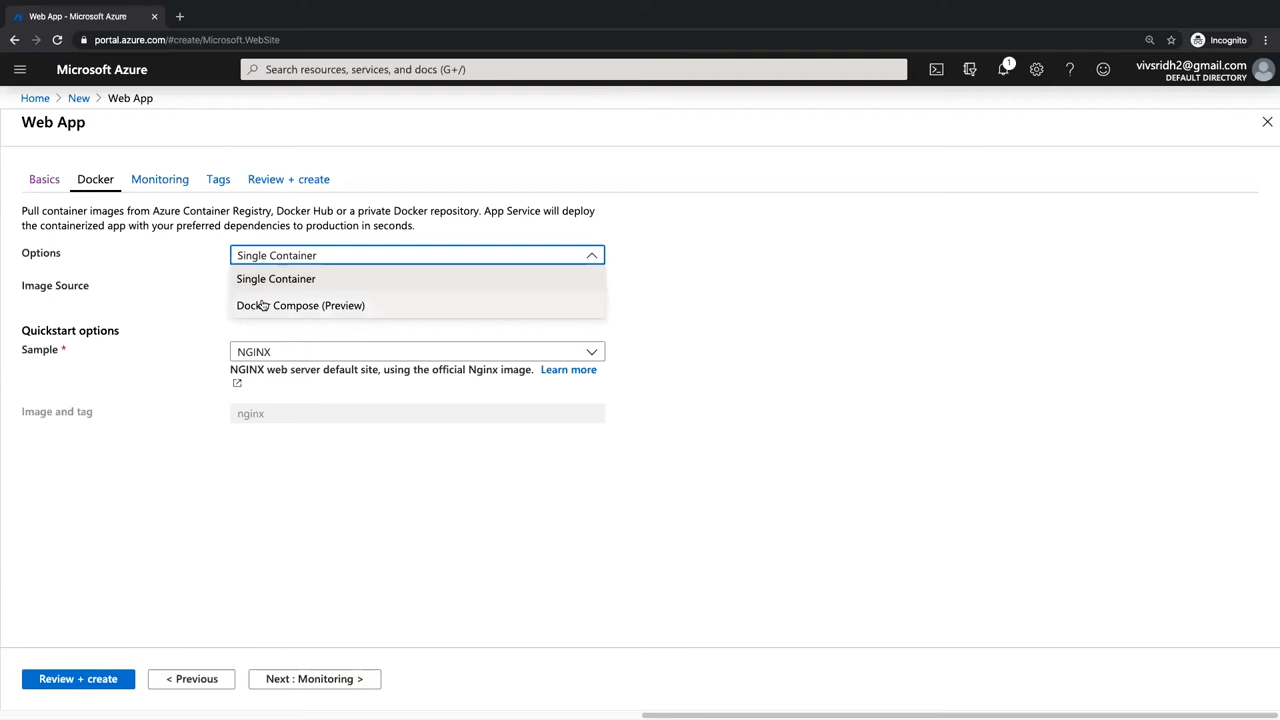 Web App - Microsoft Azure
portal.azure.com/#create/Microsoft.WebSite
Incognito
Microsoft Azure
Search resources, services, and docs (G+/)
1
vivsridh2@gmail.com
DEFAULT DIRECTORY
Home > New > Web App
Web App
Basics
Docker
Monitoring
Tags
Review + create
Pull container images from Azure Container Registry, Docker Hub or a private Docker repository. App Service will deploy
the containerized app with your preferred dependencies to production in seconds.
Options
Single Container
Single Container
Docker Compose (Preview)
Image Source
Quickstart options
Sample *
NGINX
NGINX web server default site, using the official Nginx image. Learn more
Image and tag
nginx
Review + create
< Previous
Next : Monitoring >